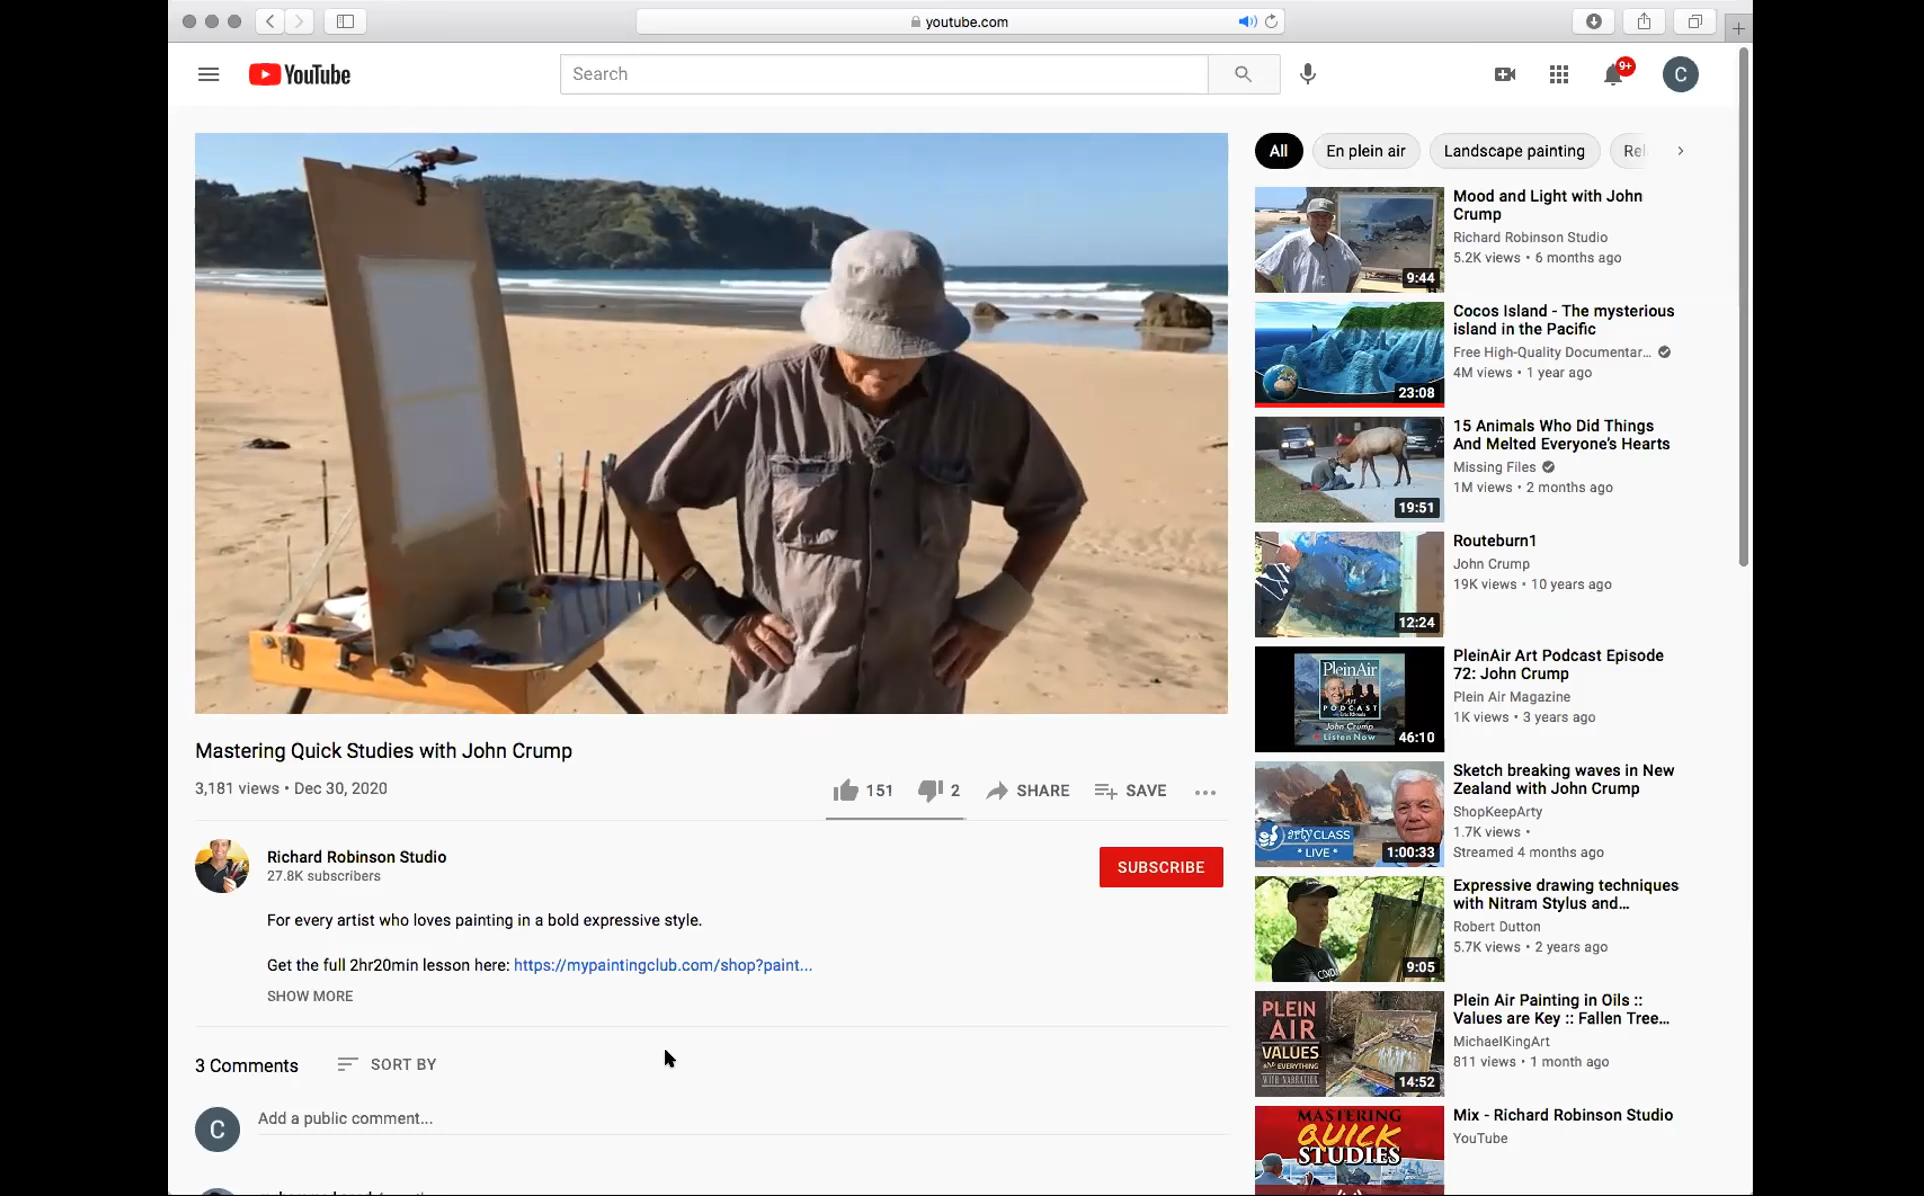 youtube.com
YouTube
Search
9+
C
All
En plein air
Landscape painting
Mood and Light with John
Crump
Richard Robinson Studio
5.2K views • 6 months ago
9:44
Cocos Island - The mysterious
island in the Pacific
Free High-Quality Documentar...
4M views • 1 year ago
23:08
15 Animals Who Did Things
And Melted Everyone's Hearts
Missing Files
1M views • 2 months ago
19:51
Routeburn1
John Crump
19K views • 10 years ago
12:24
PleinAir
Art
PODCAST
John Crump
Listen Now
46:10
PleinAir Art Podcast Episode
72: John Crump
Plein Air Magazine
1K views • 3 years ago
Sketch breaking waves in New
Zealand with John Crump
ShopKeepArty
1.7K views •
Streamed 4 months ago
arty CLASS
* LIVE *
1:00:33
Expressive drawing techniques
with Nitram Stylus and...
Robert Dutton
5.7K views • 2 years ago
9:05
PLEIN
AIR
VALUES
ARE EVERYTHING
WITH NARRATION
14:52
Plein Air Painting in Oils ::
Values are Key :: Fallen Tree...
MichaelKingArt
811 views • 1 month ago
MASTERING
QUICK
STUDIES
Mix - Richard Robinson Studio
YouTube
Mastering Quick Studies with John Crump
3,181 views • Dec 30, 2020
151
2
SHARE
SAVE
Richard Robinson Studio
27.8K subscribers
SUBSCRIBE
For every artist who loves painting in a bold expressive style.
Get the full 2hr20min lesson here: https://mypaintingclub.com/shop?paint...
SHOW MORE
3 Comments
SORT BY
C
Add a public comment...